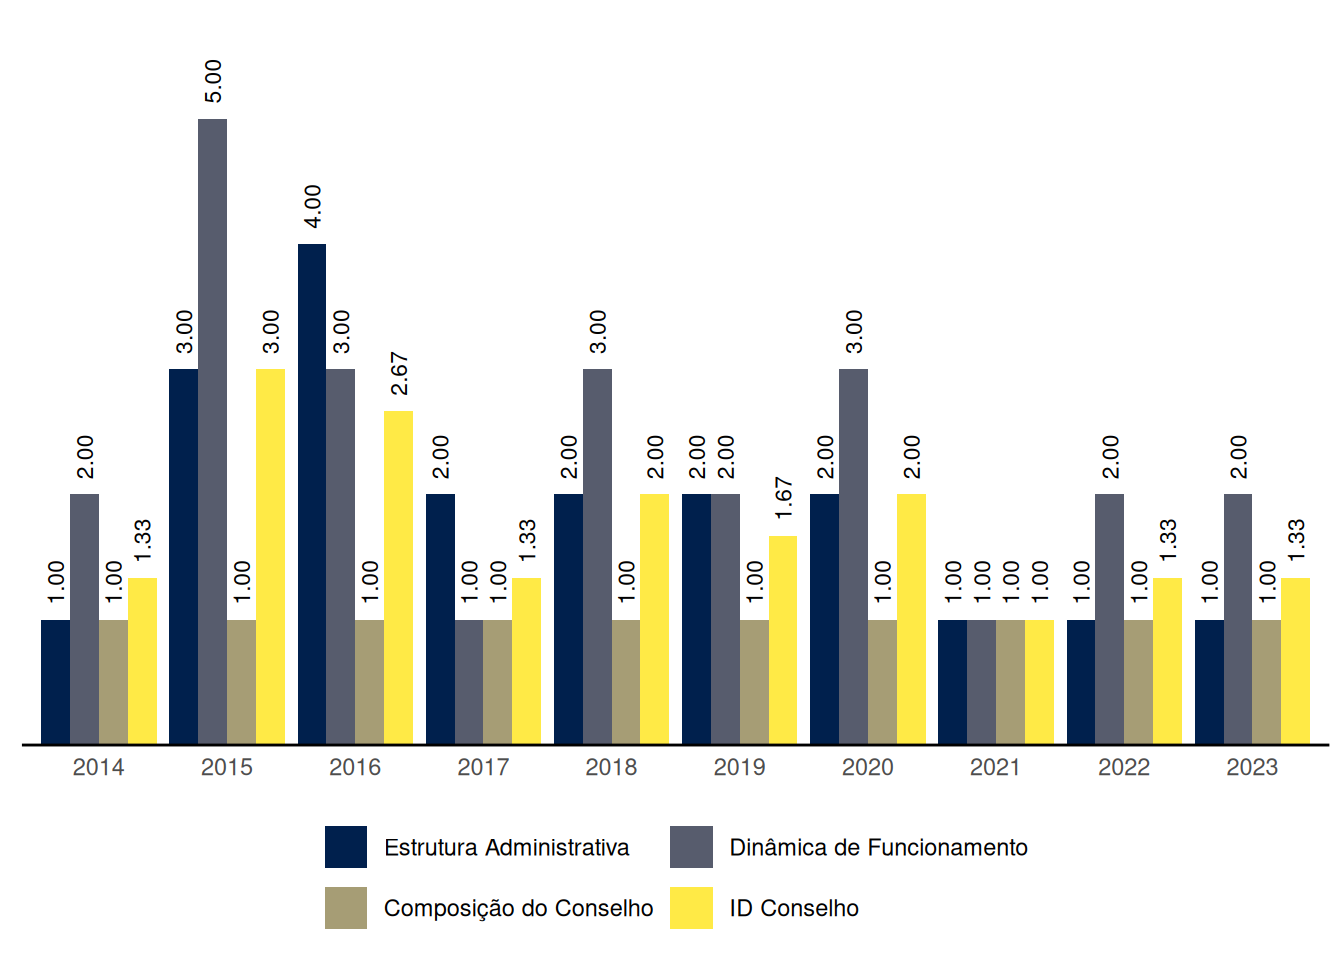 5.00
4.00
3.00 3.00 3.00 3.00 3.00
2.67
2.00 2.00 2.00 2.00 2.00 2.00 2.00 2.00 2.00 2.00
1.67
1.33 1.33 1.33 1.33
1.00 1.00 1.00 1.00 1.00 1.00 1.00 1.00 1.00 1.00 1.00 1.00 1.00 1.00 1.00 1.00 1.00
2014 2015 2016 2017 2018 2019 2020 2021 2022 2023
Estrutura Administrativa Dinâmica de Funcionamento
Composição do Conselho ID Conselho